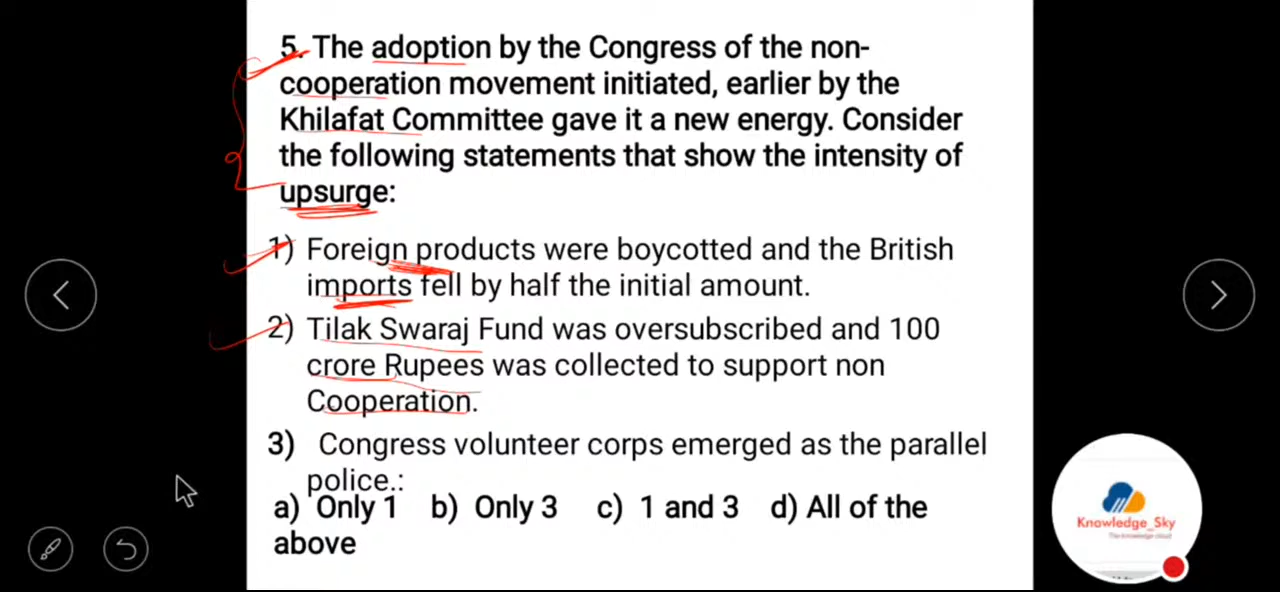 5. The adoption by the Congress of the non-
cooperation movement initiated, earlier by the
Khilafat Committee gave it a new energy. Consider
the following statements that show the intensity of
upsurge:
1) Foreign products were boycotted and the British
imports fell by half the initial amount.
2) Tilak Swaraj Fund was oversubscribed and 100
crore Rupees was collected to support non
Cooperation.
3) Congress volunteer corps emerged as the parallel
police.:
a) Only 1 b) Only 3 c) 1 and 3 d) All of the
above
Knowledge_Sky
The knowledge cloud